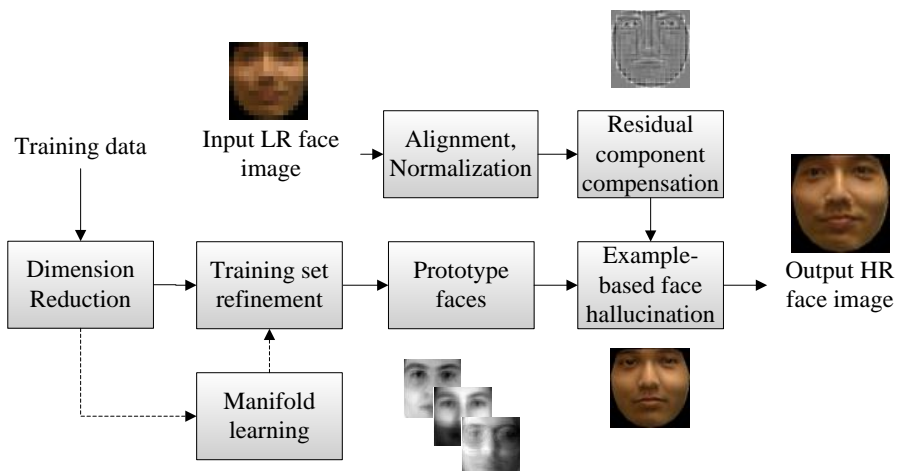 Training data
Input LR face
image
Alignment,
Normalization
Residual
component
compensation
Dimension
Reduction
Training set
refinement
Prototype
faces
Example-
based face
hallucination
Output HR
face image
Manifold
learning